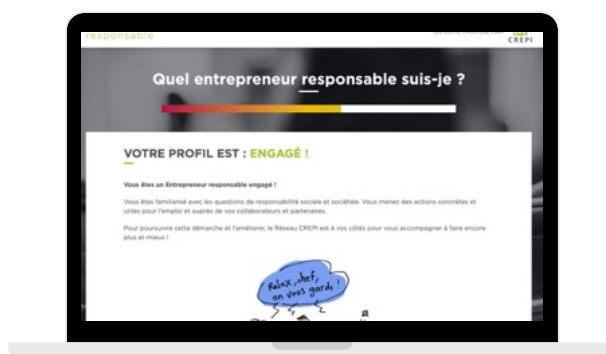 responsable
CREPI
Quel entrepreneur responsable suis-je ?
VOTRE PROFIL EST : ENGAGÉ !
Vous êtes un Entrepreneur responsable engagé !
Vous êtes familiarisé avec les questions de responsabilité sociale et sociétale. Vous menez des actions concrètes et
utiles pour l'emploi et auprès de vos collaborateurs et partenaires.
Pour poursuivre cette démarche et l'améliorer, le Réseau CREPI est à vos côtés pour vous accompagner à faire encore
plus et mieux !
Relax, chef,
on vous garde !